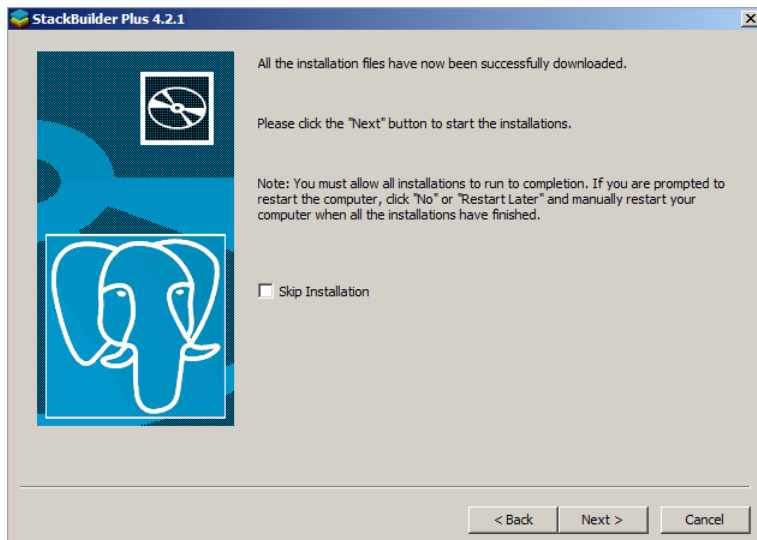 StackBuilder Plus 4.2.1
All the installation files have now been successfully downloaded.
Please click the "Next" button to start the installations.
Note: You must allow all installations to run to completion. If you are prompted to
restart the computer, click "No" or "Restart Later" and manually restart your
computer when all the installations have finished.
Skip Installation
< Back
Next >
Cancel